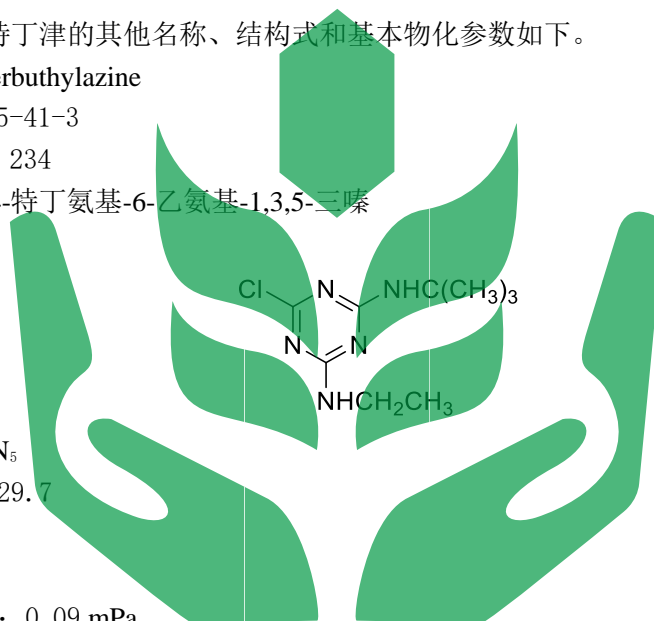 特丁津的其他名称、结构式和基本物化参数如下。
erbuthylazine
5-41-3
234
-特丁氨基-6-乙氨基-1,3,5-三嗪
Cl N NHC(CH₃)₃
N N
NHCH₂CH₃
N₅
29.7
: 0.09 mPa